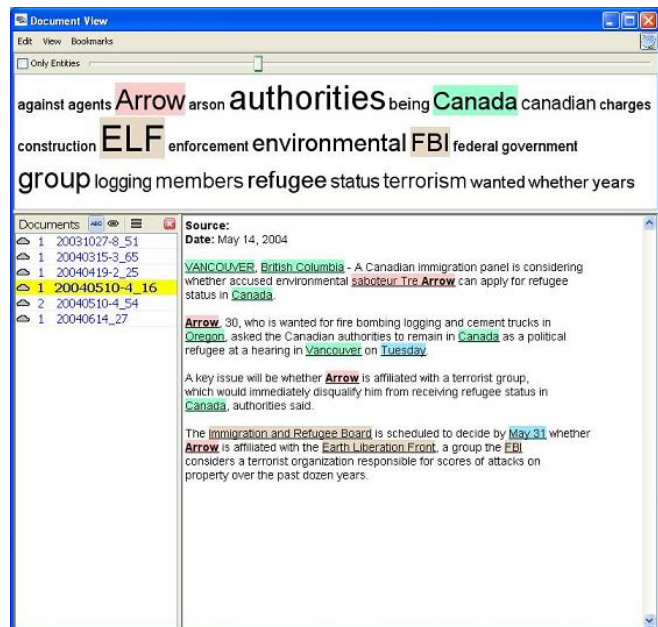 Document View
Edit View Bookmarks
Only Entities
against agents Arrow arson authorities being Canada canadian charges
construction ELF enforcement environmental FBI federal government
group logging members refugee status terrorism wanted whether years
Documents ABC
1 20031027-8_51
1 20040315-3_65
1 20040419-2_25
1 20040510-4_16
2 20040510-4_54
1 20040614_27
Source:
Date: May 14, 2004
VANCOUVER, British Columbia - A Canadian immigration panel is considering
whether accused environmental saboteur Tre Arrow can apply for refugee
status in Canada.
Arrow, 30, who is wanted for fire bombing logging and cement trucks in
Oregon, asked the Canadian authorities to remain in Canada as a political
refugee at a hearing in Vancouver on Tuesday.
A key issue will be whether Arrow is affiliated with a terrorist group,
which would immediately disqualify him from receiving refugee status in
Canada, authorities said.
The Immigration and Refugee Board is scheduled to decide by May 31 whether
Arrow is affiliated with the Earth Liberation Front, a group the FBI
considers a terrorist organization responsible for scores of attacks on
property over the past dozen years.